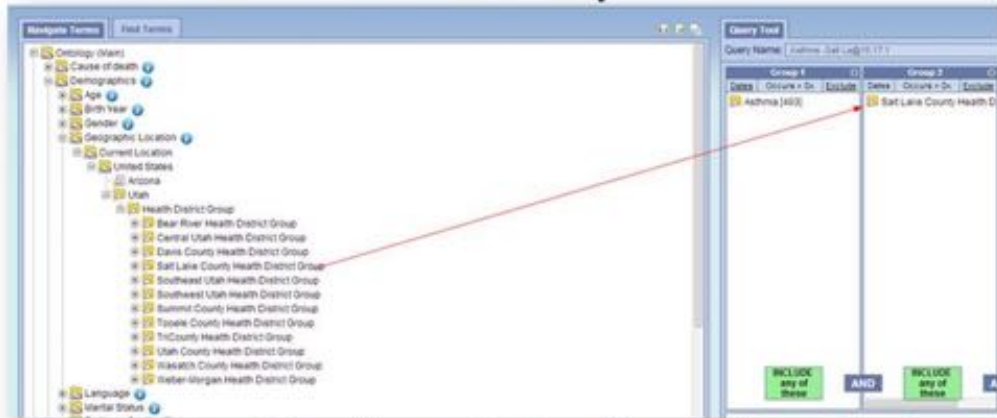 Navigate Terms Find Terms
Ontology (Main)
Cause of death
Demographics
Age
Birth Year
Gender
Geographic Location
Current Location
United States
Arizona
Utah
Health District Group
Bear River Health District Group
Central Utah Health District Group
Davis County Health District Group
Salt Lake County Health District Group
Southeast Utah Health District Group
Southwest Utah Health District Group
Summit County Health District Group
Tooele County Health District Group
TriCounty Health District Group
Utah County Health District Group
Wasatch County Health District Group
Weber-Morgan Health District Group
Language
Marital Status
Query Tool
Query Name:
Group 1 Group 2
Dates Occurs > 0x Exclude Dates Occurs > 0x Exclude
Asthma [493] Salt Lake County Health D
INCLUDE
any of
these
AND
INCLUDE
any of
these